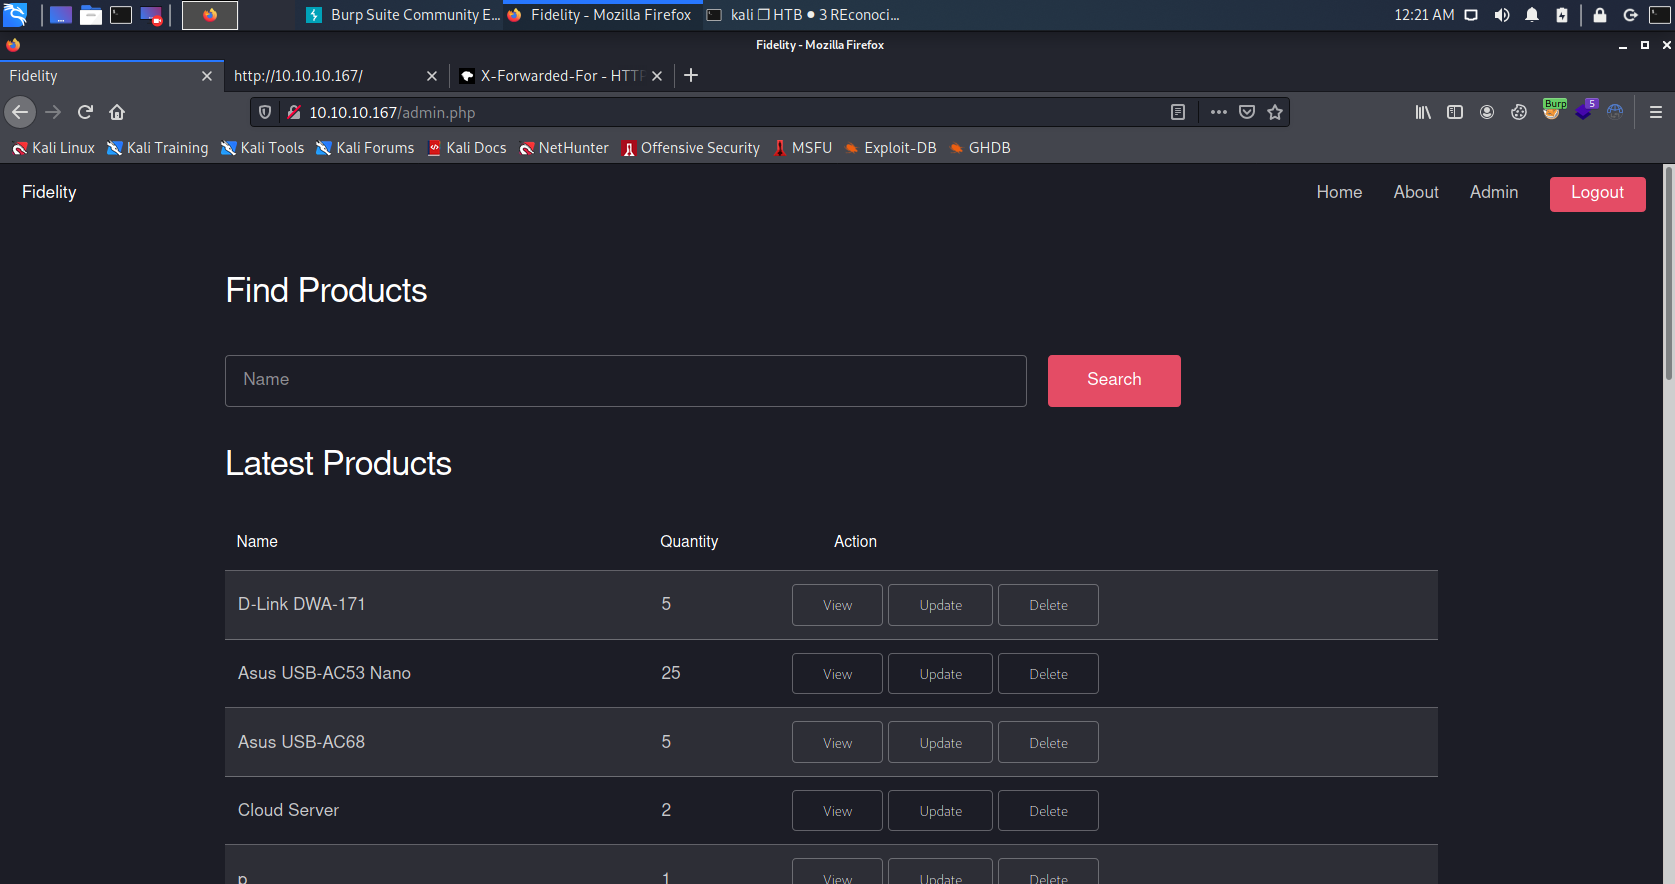 Burp Suite Community E... Fidelity - Mozilla Firefox kali ❐ HTB ● 3 REconoci... 12:21 AM
Fidelity - Mozilla Firefox
Fidelity http://10.10.10.167/ X-Forwarded-For - HTTP
10.10.10.167/admin.php Burp 5
Kali Linux Kali Training Kali Tools Kali Forums Kali Docs NetHunter Offensive Security MSFU Exploit-DB GHDB
Fidelity Home About Admin Logout
Find Products
Name Search
Latest Products
Name Quantity Action
D-Link DWA-171 5 View Update Delete
Asus USB-AC53 Nano 25 View Update Delete
Asus USB-AC68 5 View Update Delete
Cloud Server 2 View Update Delete
p 1 View Update Delete